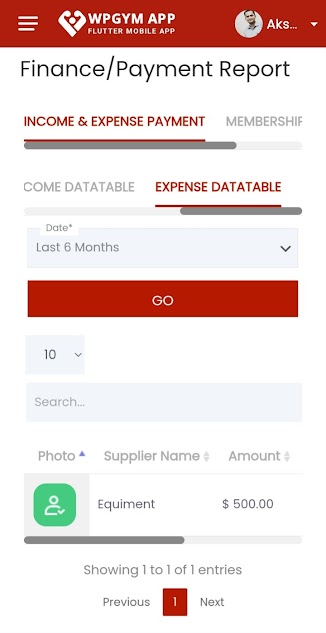 WPGYM APP
FLUTTER MOBILE APP
Aks...
Finance/Payment Report
INCOME & EXPENSE PAYMENT MEMBERSHIP
COME DATATABLE EXPENSE DATATABLE
Date*
Last 6 Months
GO
10
Search...
Photo Supplier Name Amount
Equiment $ 500.00
Showing 1 to 1 of 1 entries
Previous 1 Next